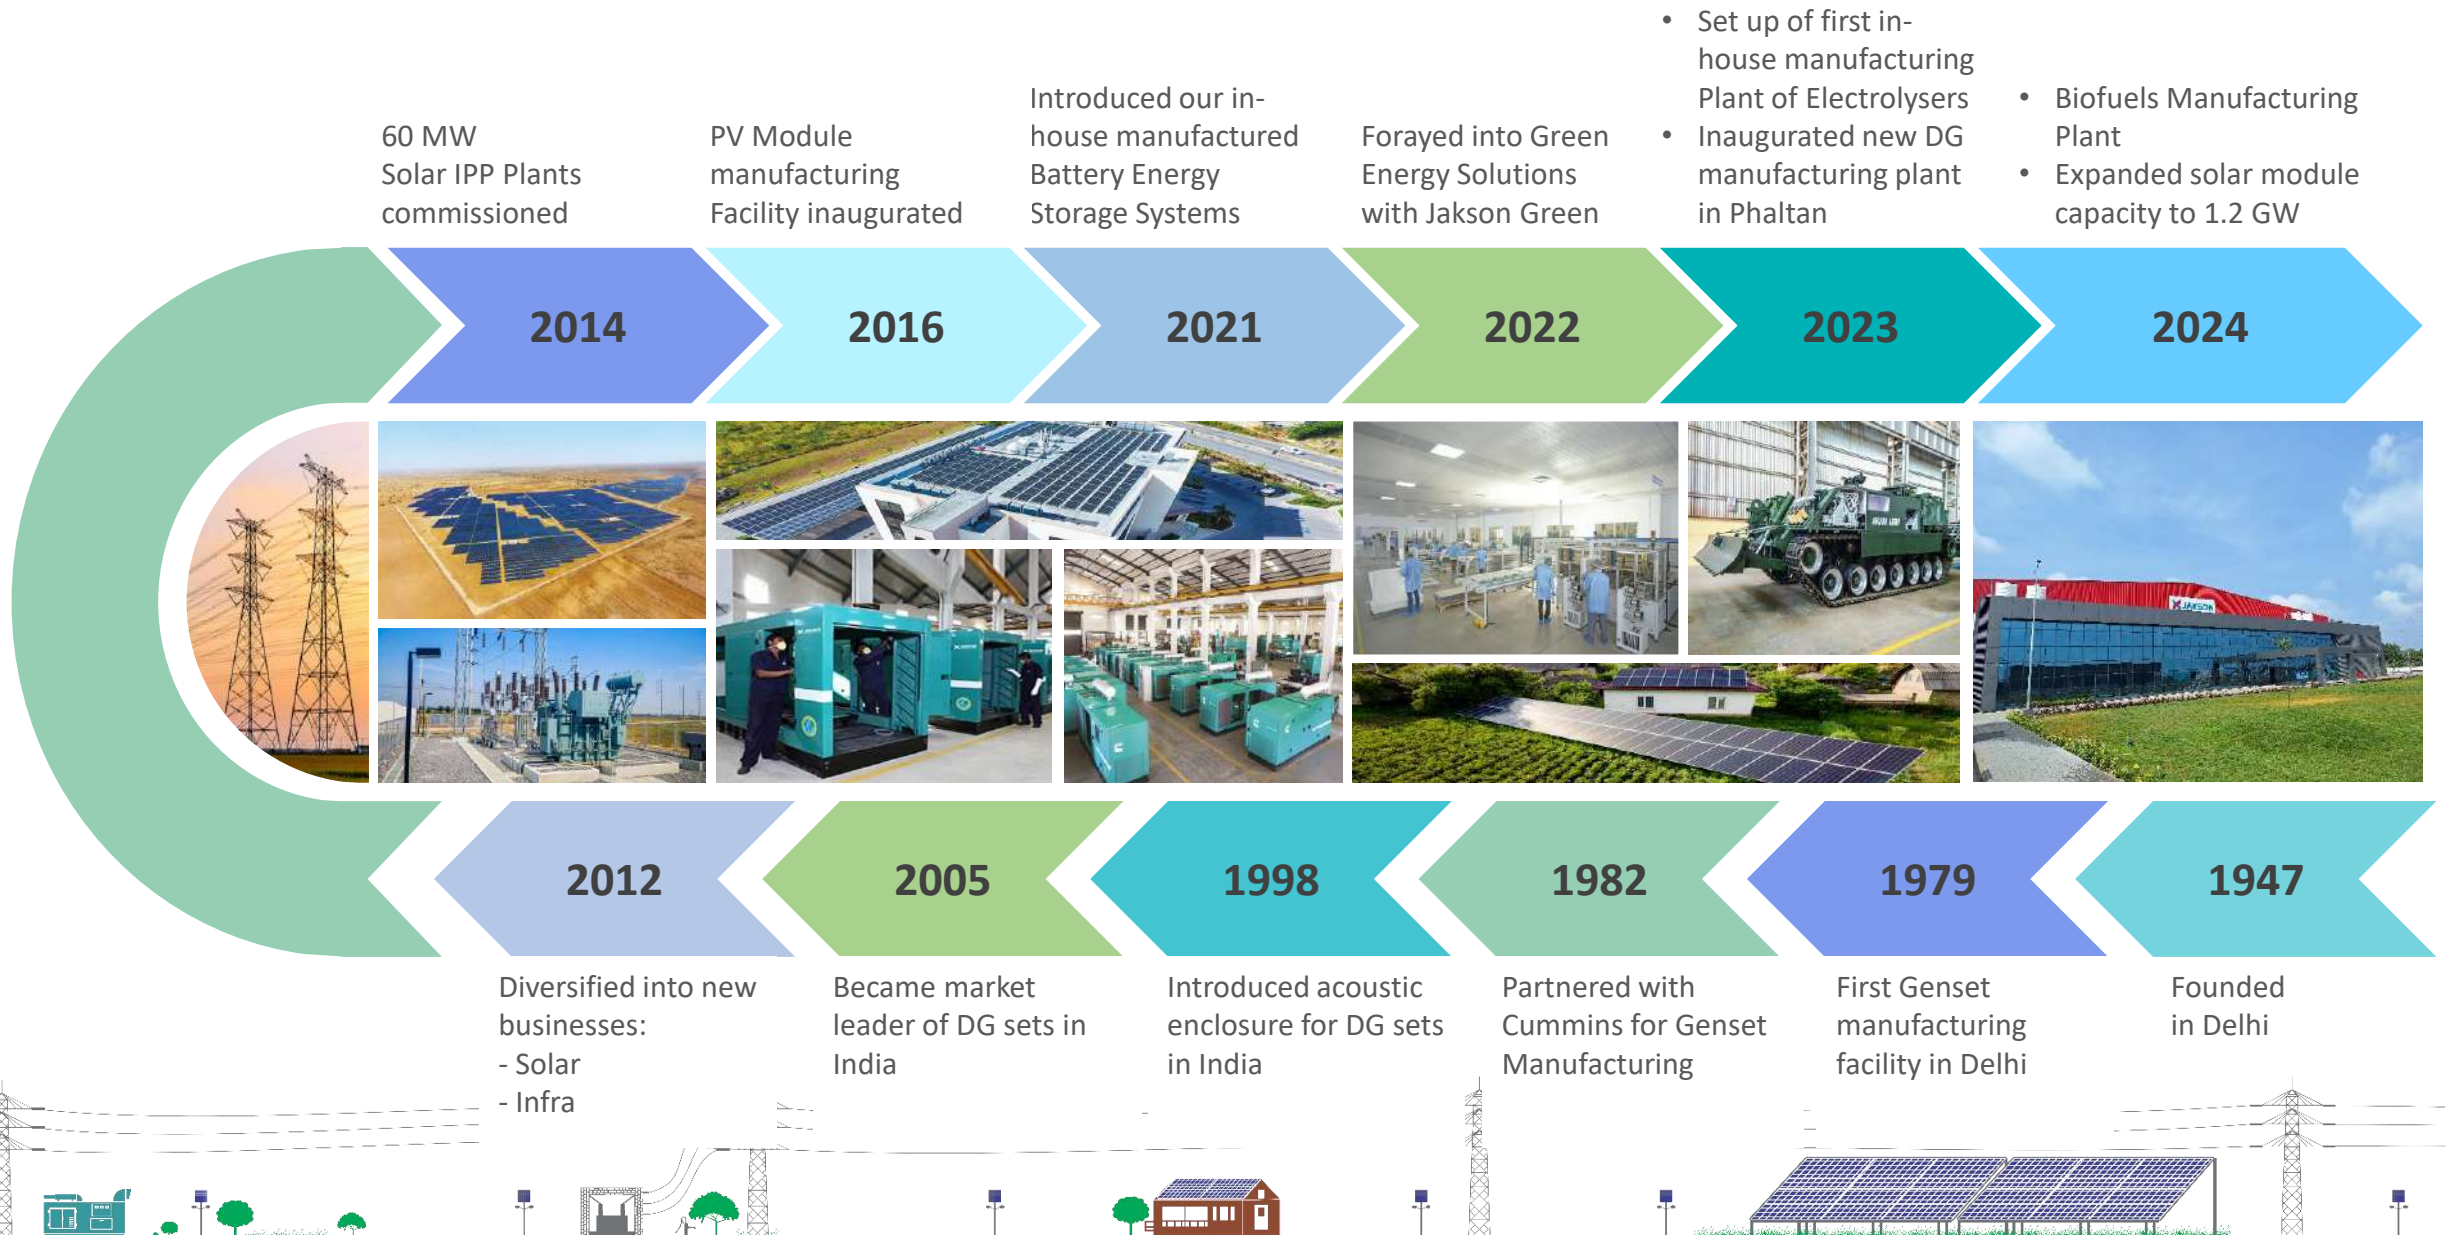 60 MW
Solar IPP Plants
commissioned
PV Module
manufacturing
Facility inaugurated
Introduced our in-
house manufactured
Battery Energy
Storage Systems
Forayed into Green
Energy Solutions
with Jakson Green
• Set up of first in-
house manufacturing
Plant of Electrolysers
• Inaugurated new DG
manufacturing plant
in Phaltan
• Biofuels Manufacturing
Plant
• Expanded solar module
capacity to 1.2 GW
2014
2016
2021
2022
2023
2024
JAKSON
2012
2005
1998
1982
1979
1947
Diversified into new
businesses:
- Solar
- Infra
Became market
leader of DG sets in
India
Introduced acoustic
enclosure for DG sets
in India
Partnered with
Cummins for Genset
Manufacturing
First Genset
manufacturing
facility in Delhi
Founded
in Delhi